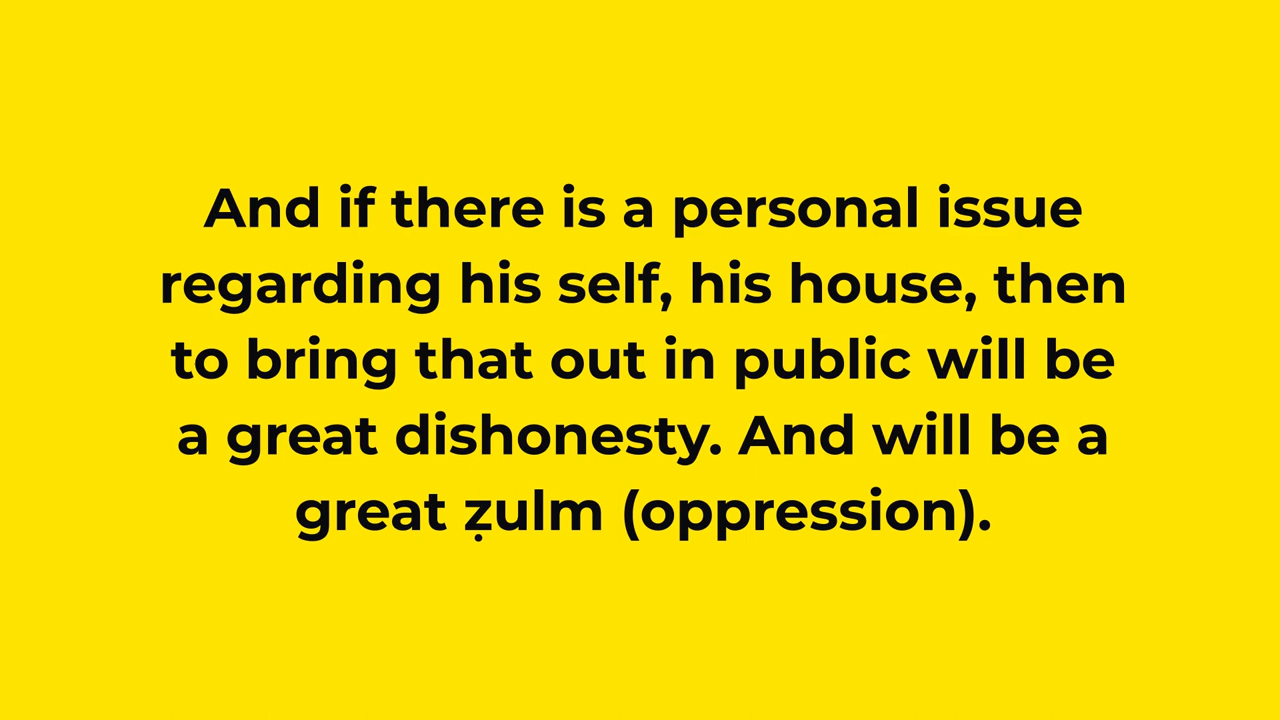 And if there is a personal issue
regarding his self, his house, then
to bring that out in public will be
a great dishonesty. And will be a
great ẓulm (oppression).